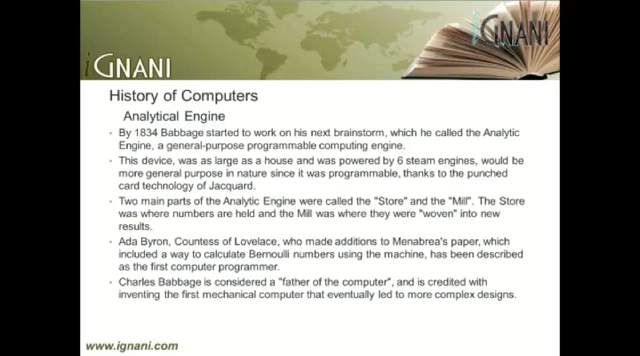 iGNANI
iGNANI
History of Computers
Analytical Engine
• By 1834 Babbage started to work on his next brainstorm, which he called the Analytic
Engine, a general-purpose programmable computing engine.
• This device, was as large as a house and was powered by 6 steam engines, would be
more general purpose in nature since it was programmable, thanks to the punched
card technology of Jacquard.
• Two main parts of the Analytic Engine were called the "Store" and the "Mill". The Store
was where numbers are held and the Mill was where they were "woven" into new
results.
• Ada Byron, Countess of Lovelace, who made additions to Menabrea's paper, which
included a way to calculate Bernoulli numbers using the machine, has been described
as the first computer programmer.
• Charles Babbage is considered a "father of the computer", and is credited with
inventing the first mechanical computer that eventually led to more complex designs.
www.ignani.com